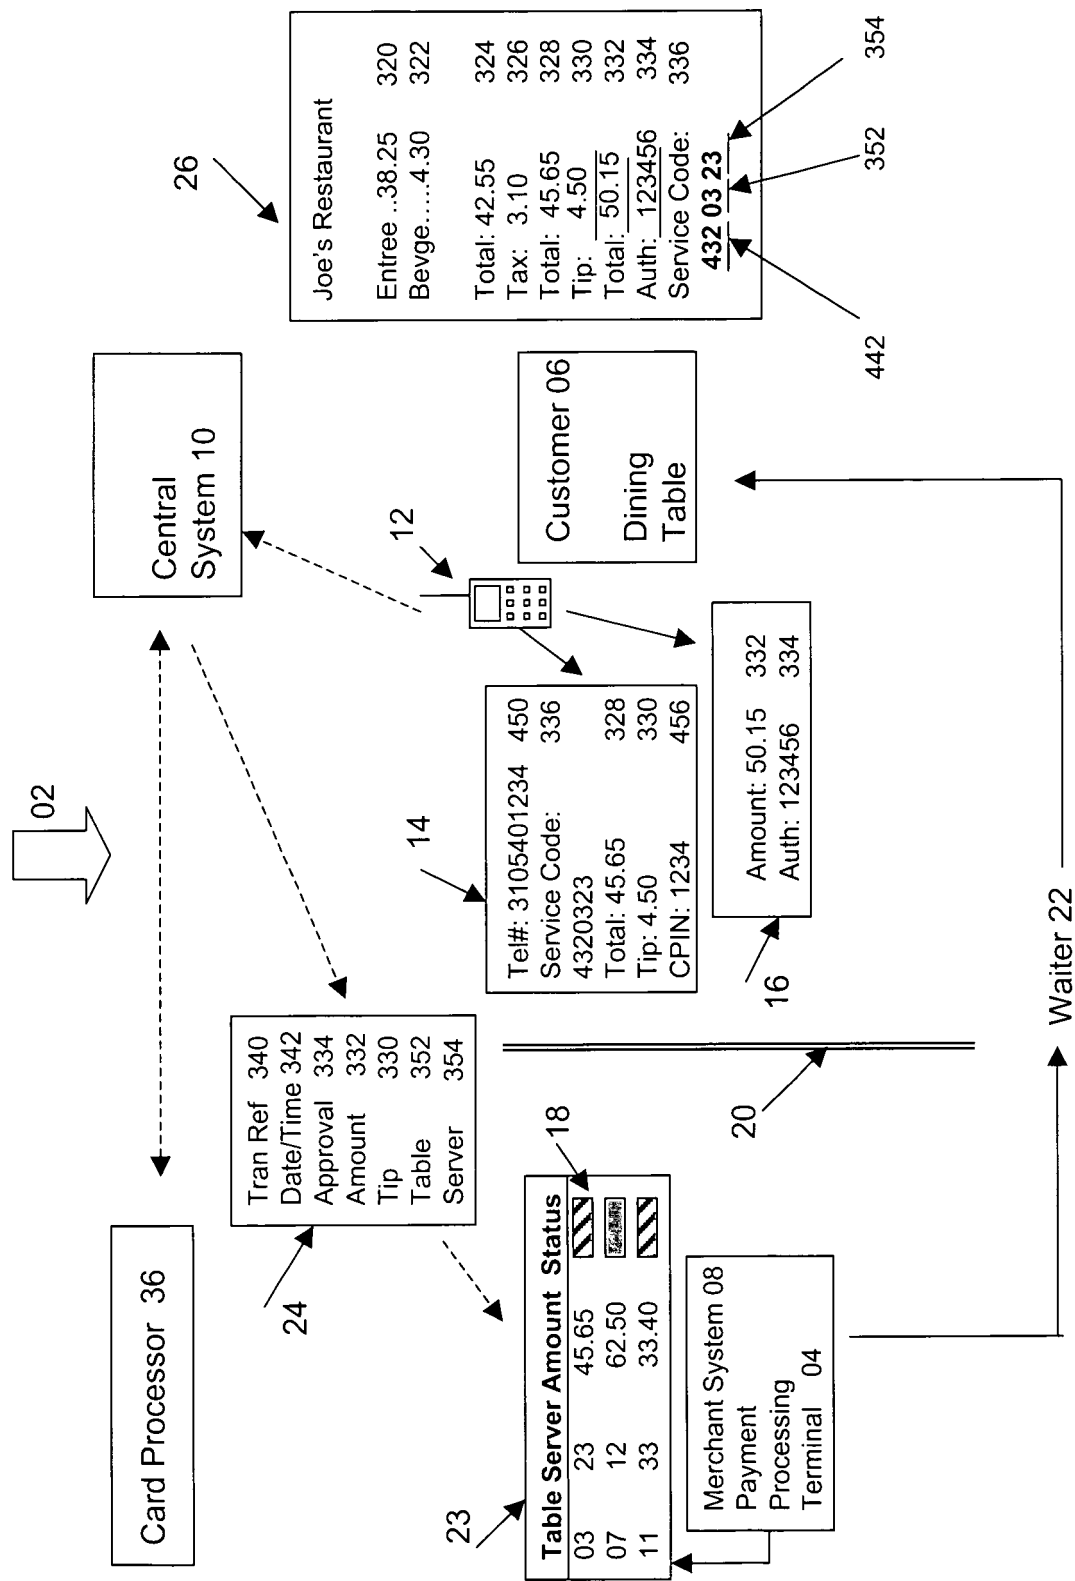 02
Card Processor 36
Central
System 10
26
Joe's Restaurant
Entree ..38.25 320
Bevge.....4.30 322
Total: 42.55 324
Tax: 3.10 326
Total: 45.65 328
Tip: 4.50 330
Total: 50.15 332
Auth: 123456 334
Service Code: 336
432 03 23
442
352
354
24
Tran Ref 340
Date/Time 342
Approval 334
Amount 332
Tip 330
Table 352
Server 354
12
14
Tel#: 3105401234 450
Service Code: 336
4320323
Total: 45.65 328
Tip: 4.50 330
CPIN: 1234 456
Customer 06
Dining
Table
16
Amount: 50.15 332
Auth: 123456 334
23
18
Table Server Amount Status
03 23 45.65
07 12 62.50
11 33 33.40
20
Merchant System 08
Payment
Processing
Terminal 04
Waiter 22